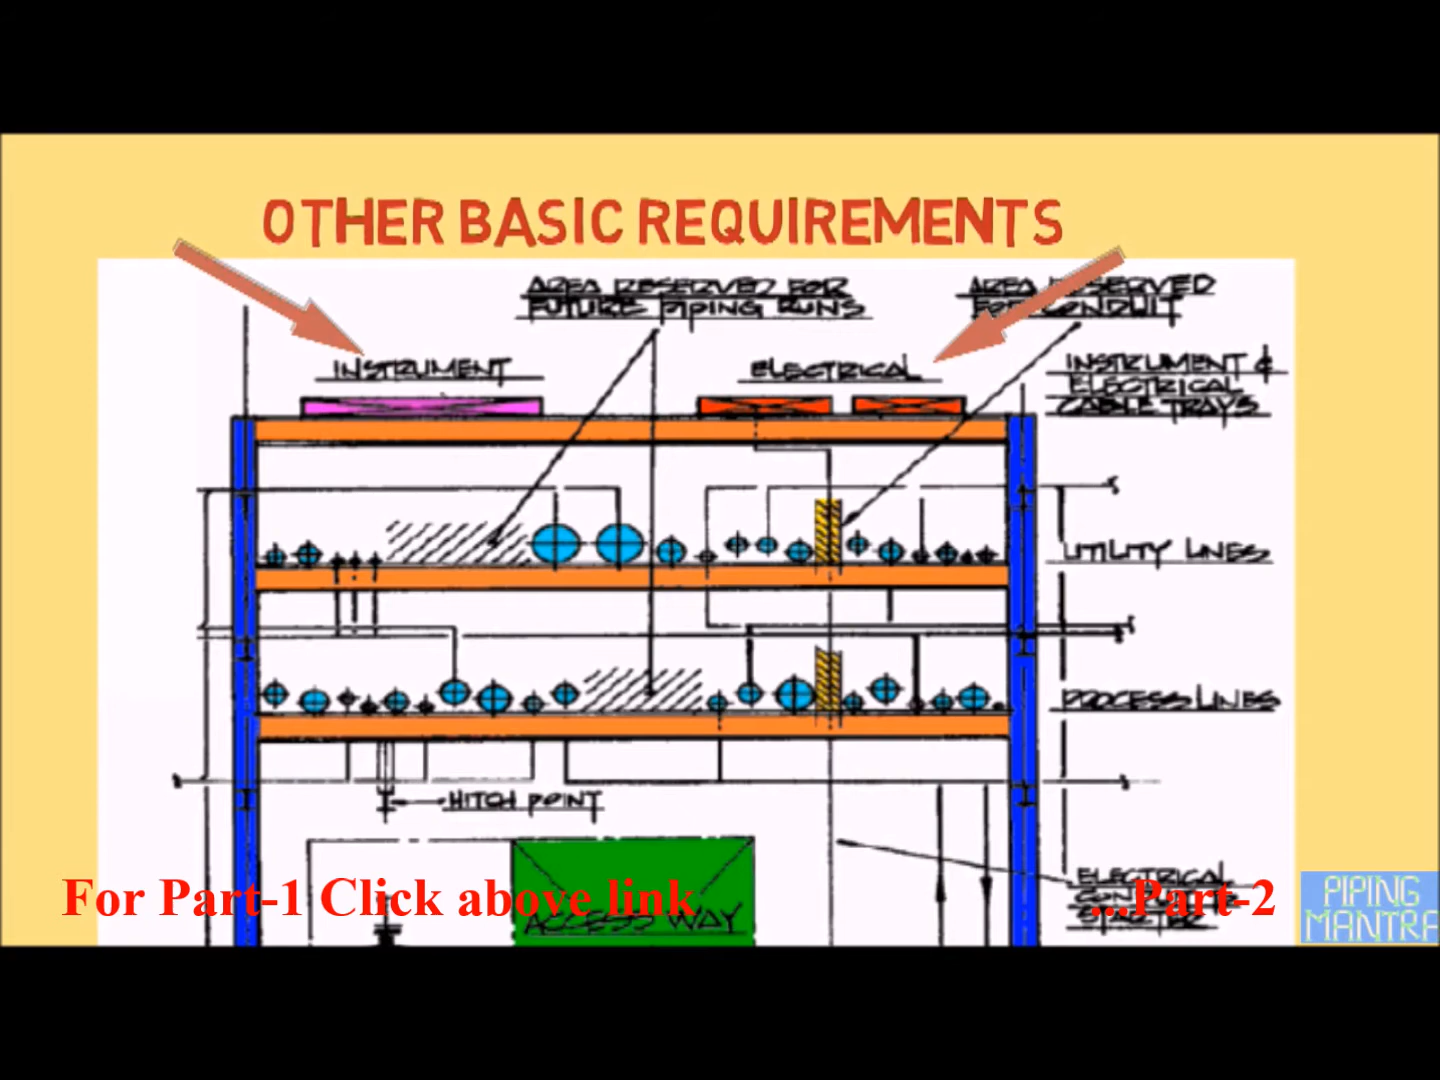 OTHER BASIC REQUIREMENTS
AREA RESERVED FOR
FUTURE PIPING RUNS
AREA RESERVED
FOR CONDUIT
INSTRUMENT
ELECTRICAL
INSTRUMENT &
ELECTRICAL
CABLE TRAYS
UTILITY LINES
PROCESS LINES
HITCH POINT
ELECTRICAL
For Part-1 Click above link
...Part-2
ACCESS WAY
PIPING
MANTRA